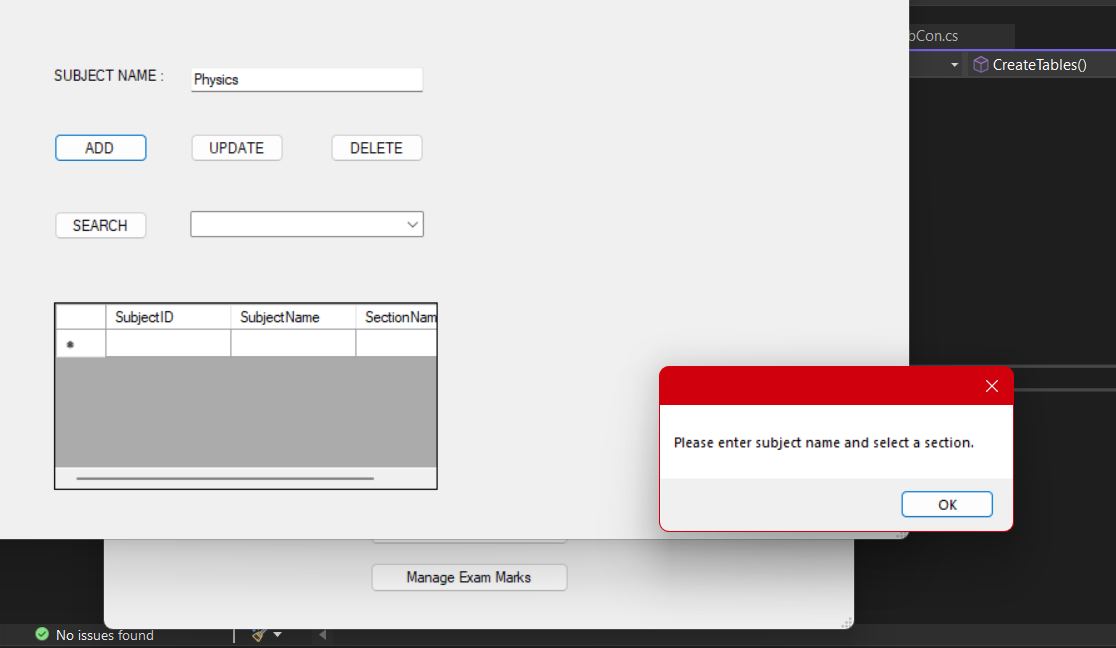 bCon.cs
CreateTables()
SUBJECT NAME :
Physics
ADD
UPDATE
DELETE
SEARCH
SubjectID
SubjectName
SectionNam
Please enter subject name and select a section.
OK
Manage Exam Marks
No issues found